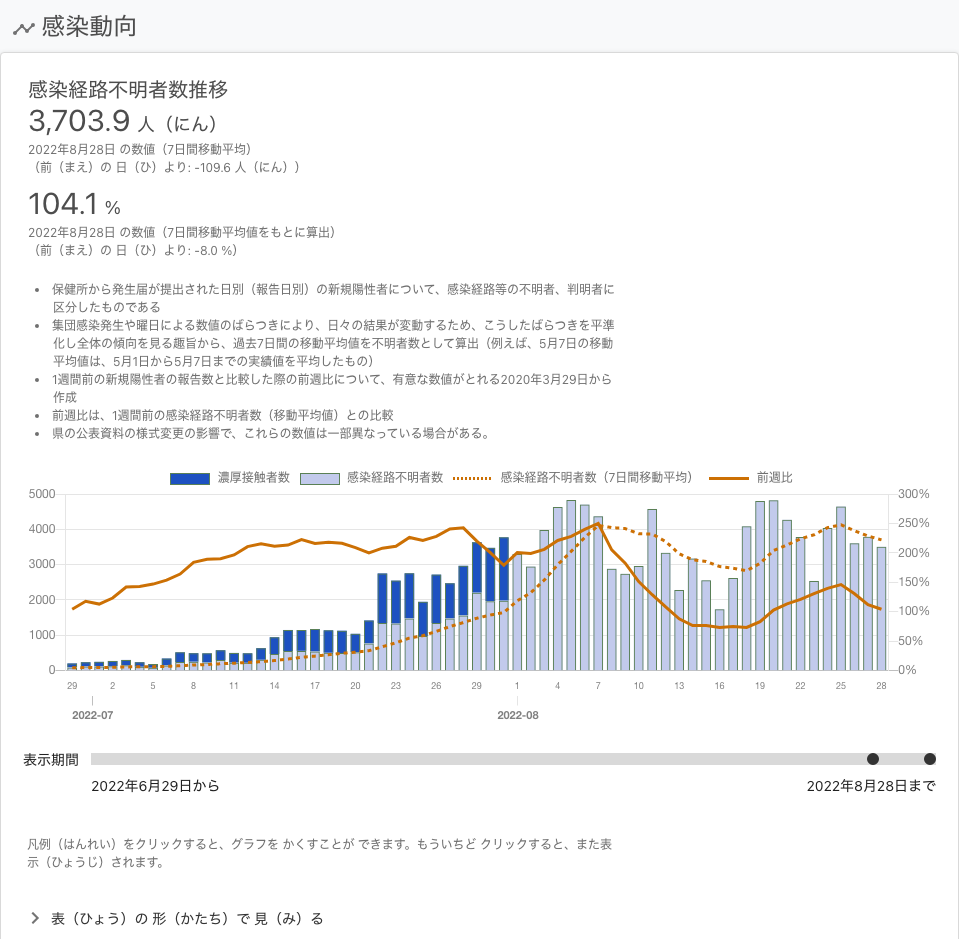 感染動向
感染経路不明者数推移
3,703.9 人（にん）
2022年8月28日 の数値（7日間移動平均）
（前（まえ）の 日（ひ）より: -109.6 人（にん））
104.1 %
2022年8月28日 の数値（7日間移動平均値をもとに算出）
（前（まえ）の 日（ひ）より: -8.0 %）
• 保健所から発生届が提出された日別（報告日別）の新規陽性者について、感染経路等の不明者、判明者に
区分したものである
• 集団感染発生や曜日による数値のばらつきにより、日々の結果が変動するため、こうしたばらつきを平準
化し全体の傾向を見る趣旨から、過去7日間の移動平均値を不明者数として算出（例えば、5月7日の移動
平均値は、5月1日から5月7日までの実績値を平均したもの）
• 1週間前の新規陽性者の報告数と比較した際の前週比について、有意な数値がとれる2020年3月29日から
作成
• 前週比は、1週間前の感染経路不明者数（移動平均値）との比較
• 県の公表資料の様式変更の影響で、これらの数値は一部異なっている場合がある。
濃厚接触者数 感染経路不明者数 感染経路不明者数（7日間移動平均） 前週比
5000 300%
4000 250%
3000 200%
2000 150%
1000 100%
0 50%
0%
29 2 5 8 11 14 17 20 23 26 29 1 4 7 10 13 16 19 22 25 28
2022-07 2022-08
表示期間
2022年6月29日から 2022年8月28日まで
凡例（はんれい）をクリックすると、グラフを かくすことが できます。もういちど クリックすると、また表
示（ひょうじ）されます。
表（ひょう）の 形（かたち）で 見（み）る